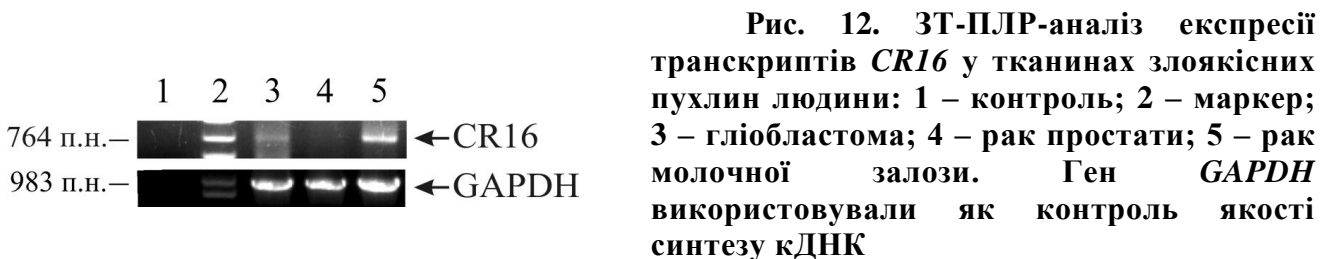 1 2 3 4 5
764 п.н.
CR16
983 п.н.
GAPDH
Рис. 12. ЗТ-ПЛР-аналіз експресії
транскриптів CR16 у тканинах злоякісних
пухлин людини: 1 – контроль; 2 – маркер;
3 – гліобластома; 4 – рак простати; 5 – рак
молочної залози. Ген GAPDH
використовували як контроль якості
синтезу кДНК